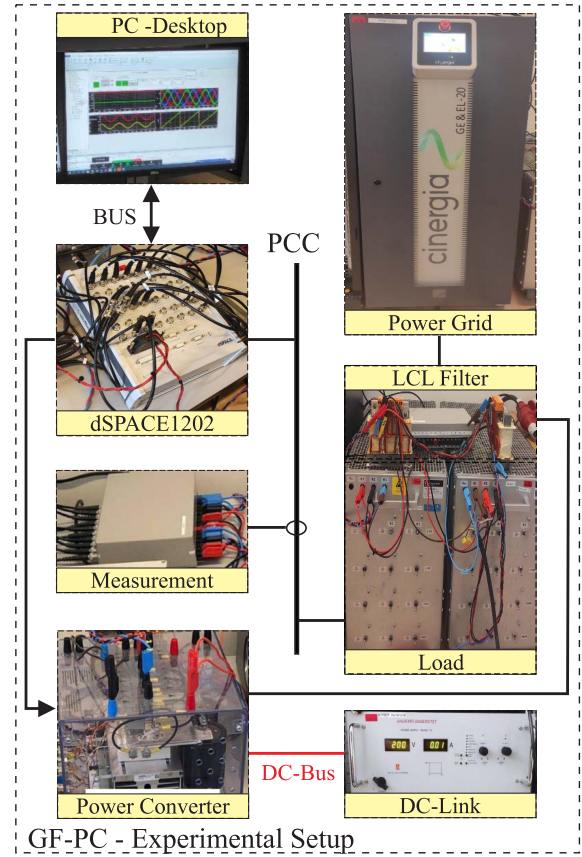 PC -Desktop
BUS
PCC
cinergia
GE & EL-20
Power Grid
dSPACE1202
LCL Filter
Measurement
Load
Power Converter
200 V 001 A
DC-Bus
DC-Link
GF-PC - Experimental Setup